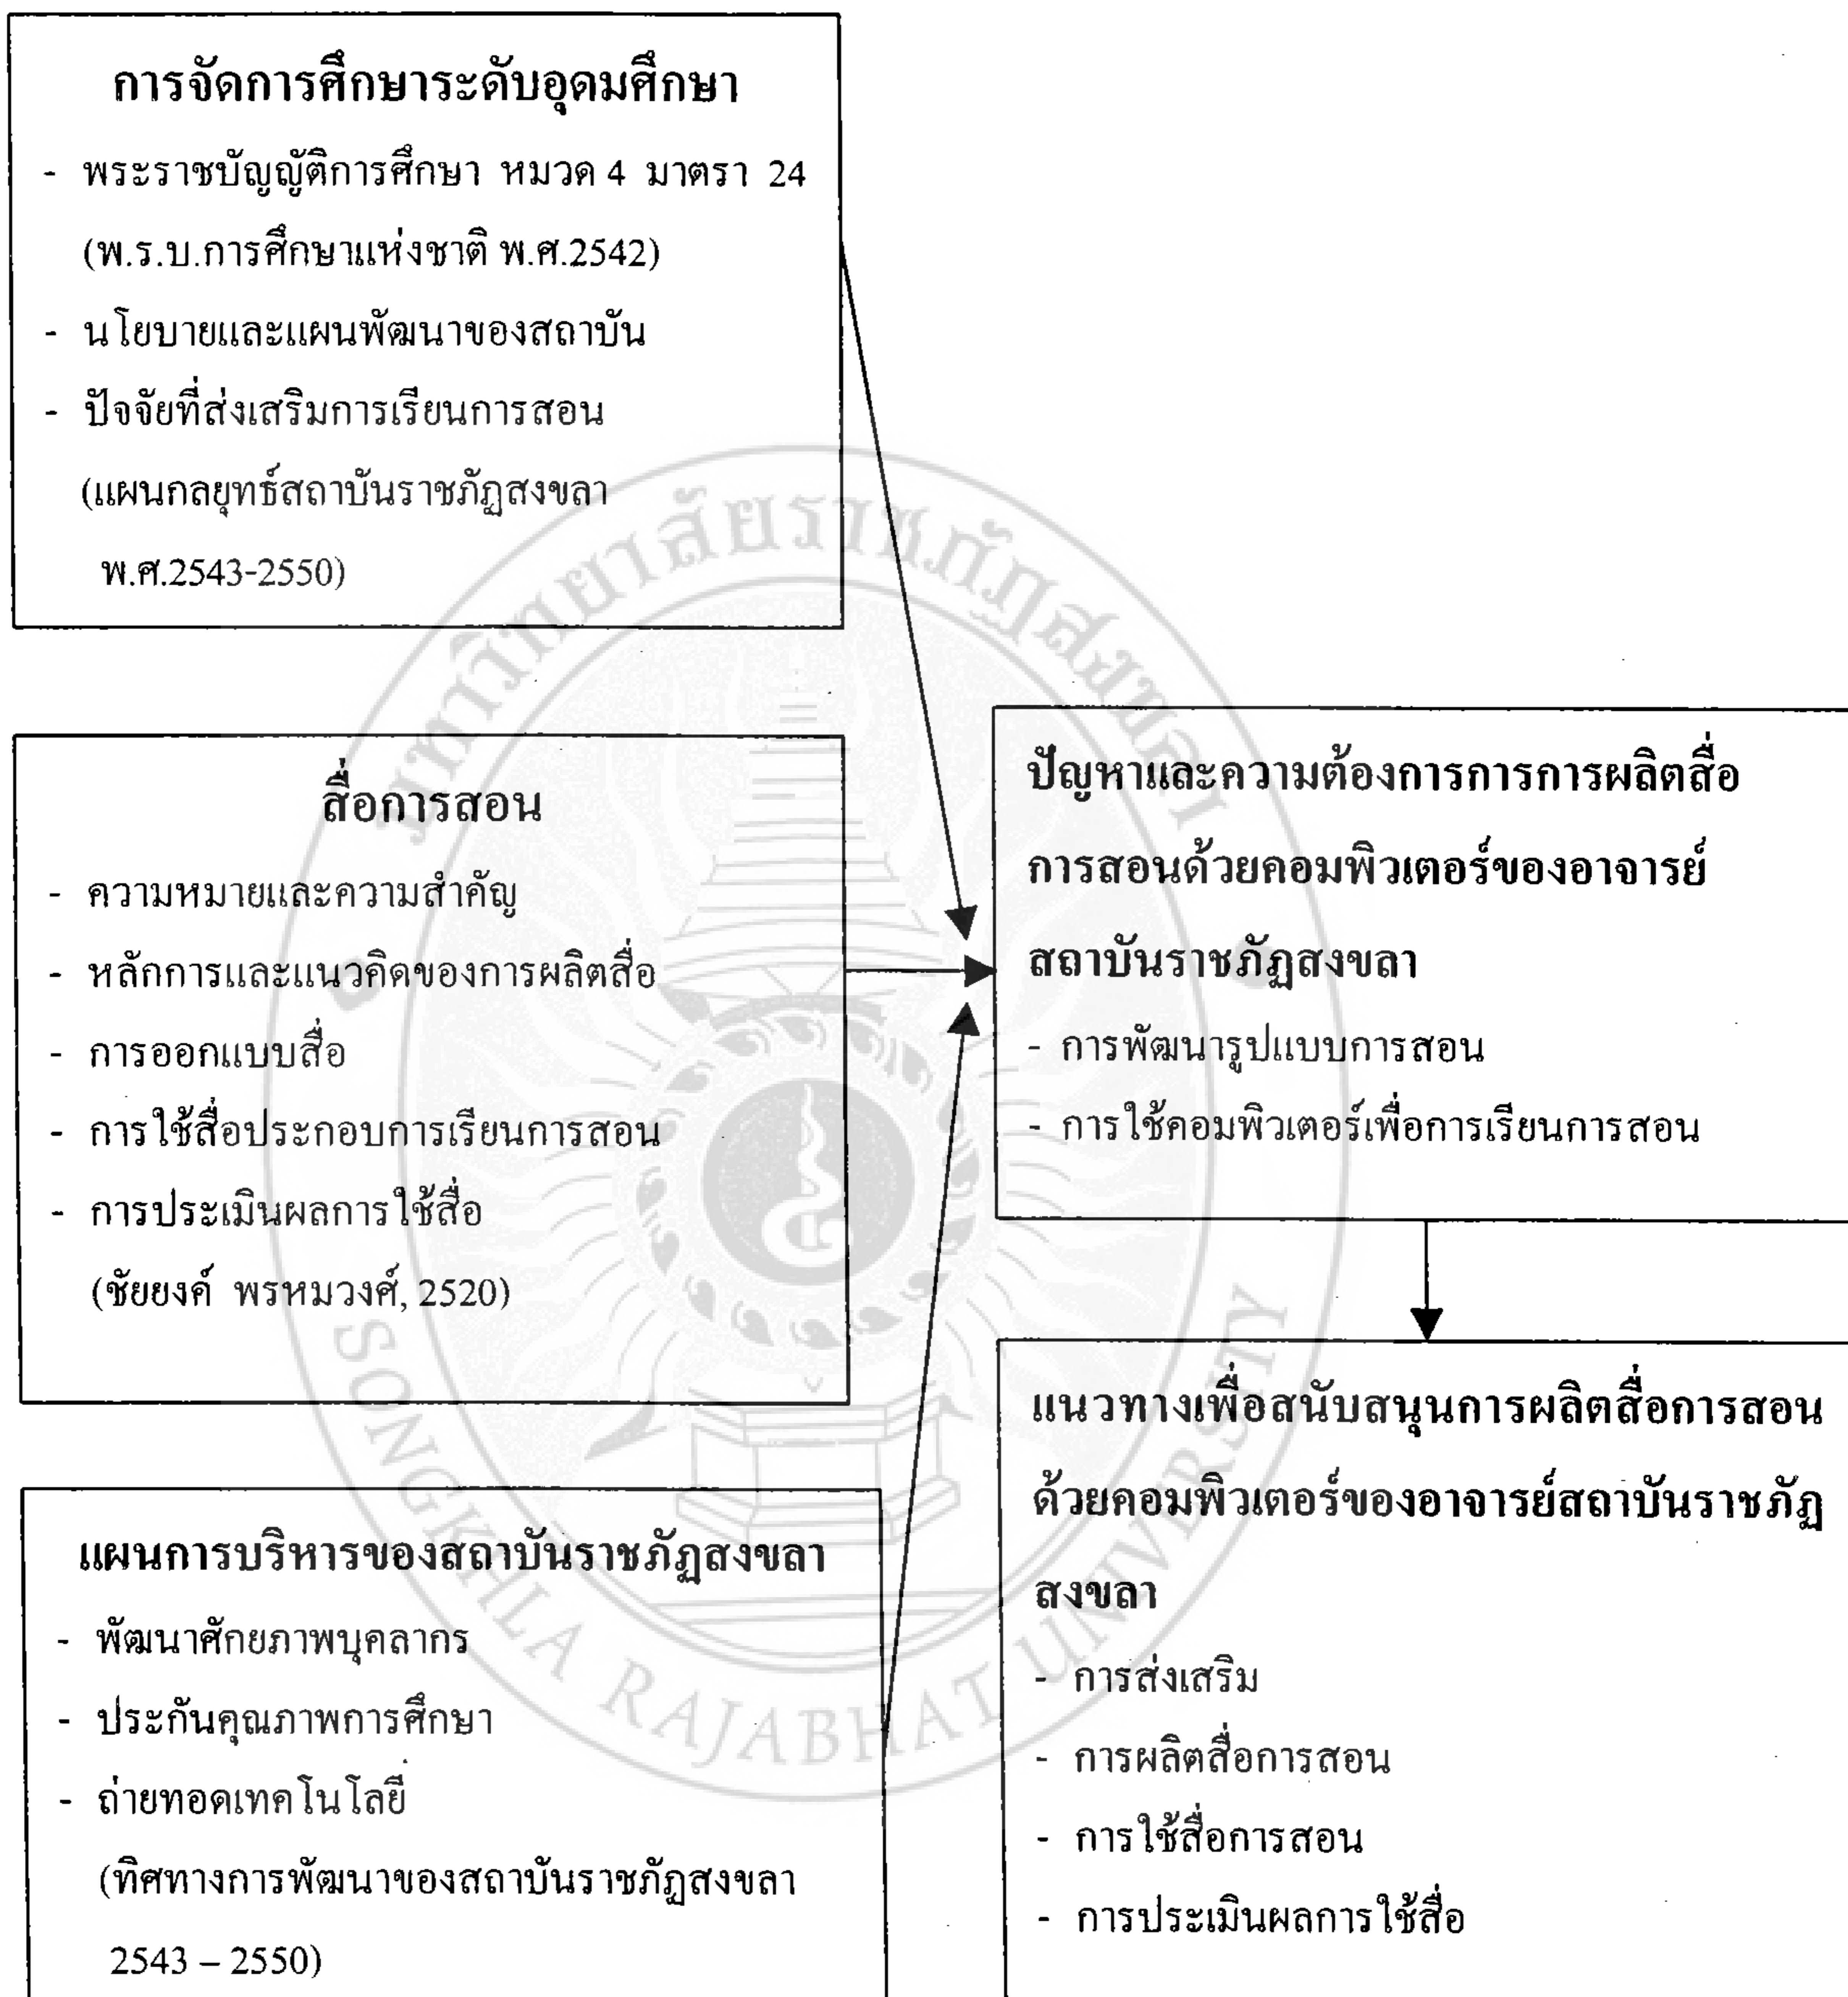 การจัดการศึกษาระดับอุดมศึกษา
- พระราชบัญญัติการศึกษา หมวด 4 มาตรา 24
(พ.ร.บ.การศึกษาแห่งชาติ พ.ศ.2542)
- นโยบายและแผนพัฒนาของสถาบัน
- ปัจจัยที่ส่งเสริมการเรียนการสอน
(แผนกลยุทธ์สถาบันราชภัฏสงขลา
พ.ศ.2543-2550)
สื่อการสอน
- ความหมายและความสำคัญ
- หลักการและแนวคิดของการผลิตสื่อ
- การออกแบบสื่อ
- การใช้สื่อประกอบการเรียนการสอน
- การประเมินผลการใช้สื่อ
(ชัยยงค์ พรหมวงศ์, 2520)
แผนการบริหารของสถาบันราชภัฏสงขลา
- พัฒนาศักยภาพบุคลากร
- ประกันคุณภาพการศึกษา
- ถ่ายทอดเทคโนโลยี
(ทิศทางการพัฒนาของสถาบันราชภัฏสงขลา
2543 – 2550)
ปัญหาและความต้องการการการผลิตสื่อ
การสอนด้วยคอมพิวเตอร์ของอาจารย์
สถาบันราชภัฏสงขลา
- การพัฒนารูปแบบการสอน
- การใช้คอมพิวเตอร์เพื่อการเรียนการสอน
แนวทางเพื่อสนับสนุนการผลิตสื่อการสอน
ด้วยคอมพิวเตอร์ของอาจารย์สถาบันราชภัฏ
สงขลา
- การส่งเสริม
- การผลิตสื่อการสอน
- การใช้สื่อการสอน
- การประเมินผลการใช้สื่อ
มหาวิทยาลัยราชภัฏสงขลา
SONGKHLA RAJABHAT UNIVERSITY